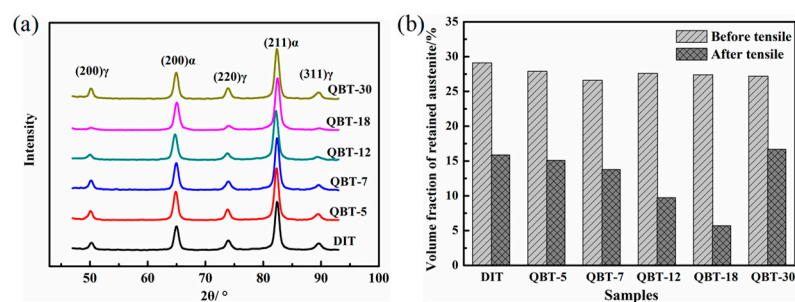 (a)
(200)γ
(200)α
(220)γ
(211)α
(311)γ
QBT-30
QBT-18
QBT-12
QBT-7
QBT-5
DIT
Intensity
50 60 70 80 90 100
2θ/ °
(b)
Before tensile
After tensile
Volume fraction of retained austenite/%
35
30
25
20
15
10
5
0
DIT QBT-5 QBT-7 QBT-12 QBT-18 QBT-30
Samples